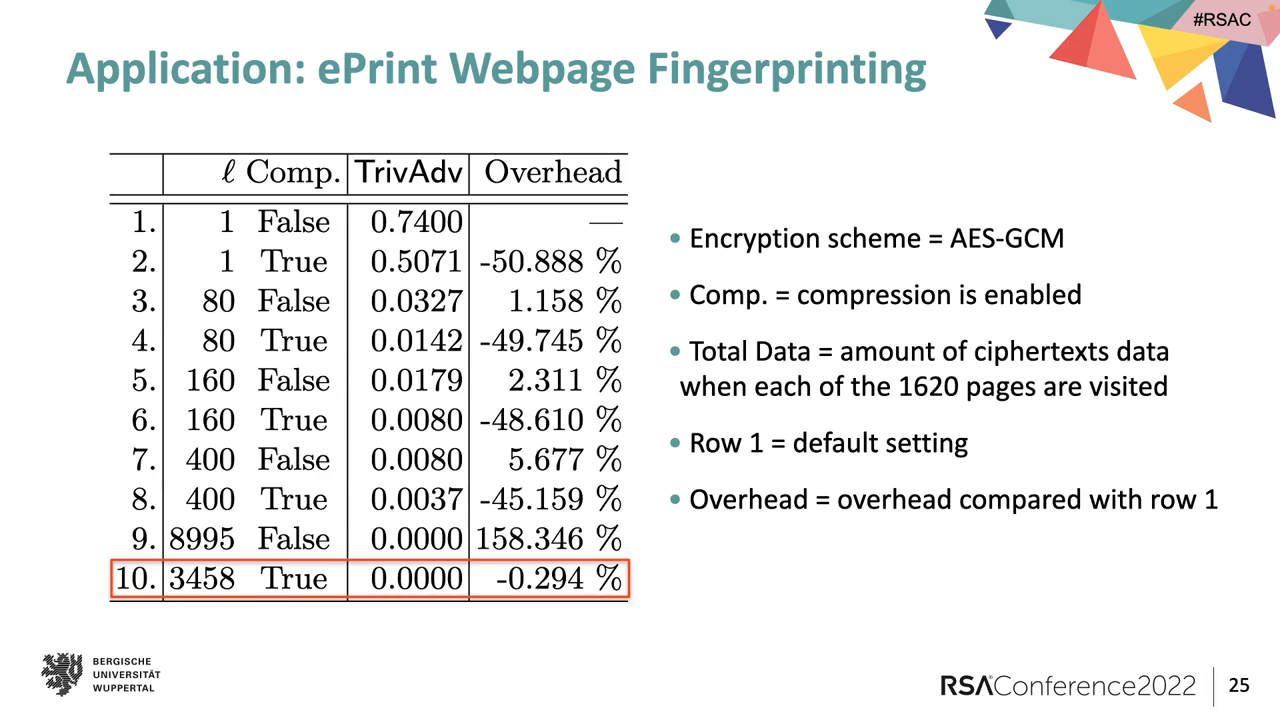 #RSAC
Application: ePrint Webpage Fingerprinting
ℓ Comp. TrivAdv Overhead
1. 1 False 0.7400 —
2. 1 True 0.5071 -50.888 %
3. 80 False 0.0327 1.158 %
4. 80 True 0.0142 -49.745 %
5. 160 False 0.0179 2.311 %
6. 160 True 0.0080 -48.610 %
7. 400 False 0.0080 5.677 %
8. 400 True 0.0037 -45.159 %
9. 8995 False 0.0000 158.346 %
10. 3458 True 0.0000 -0.294 %
• Encryption scheme = AES-GCM
• Comp. = compression is enabled
• Total Data = amount of ciphertexts data
when each of the 1620 pages are visited
• Row 1 = default setting
• Overhead = overhead compared with row 1
BERGISCHE
UNIVERSITÄT
WUPPERTAL
RSAConference2022
25